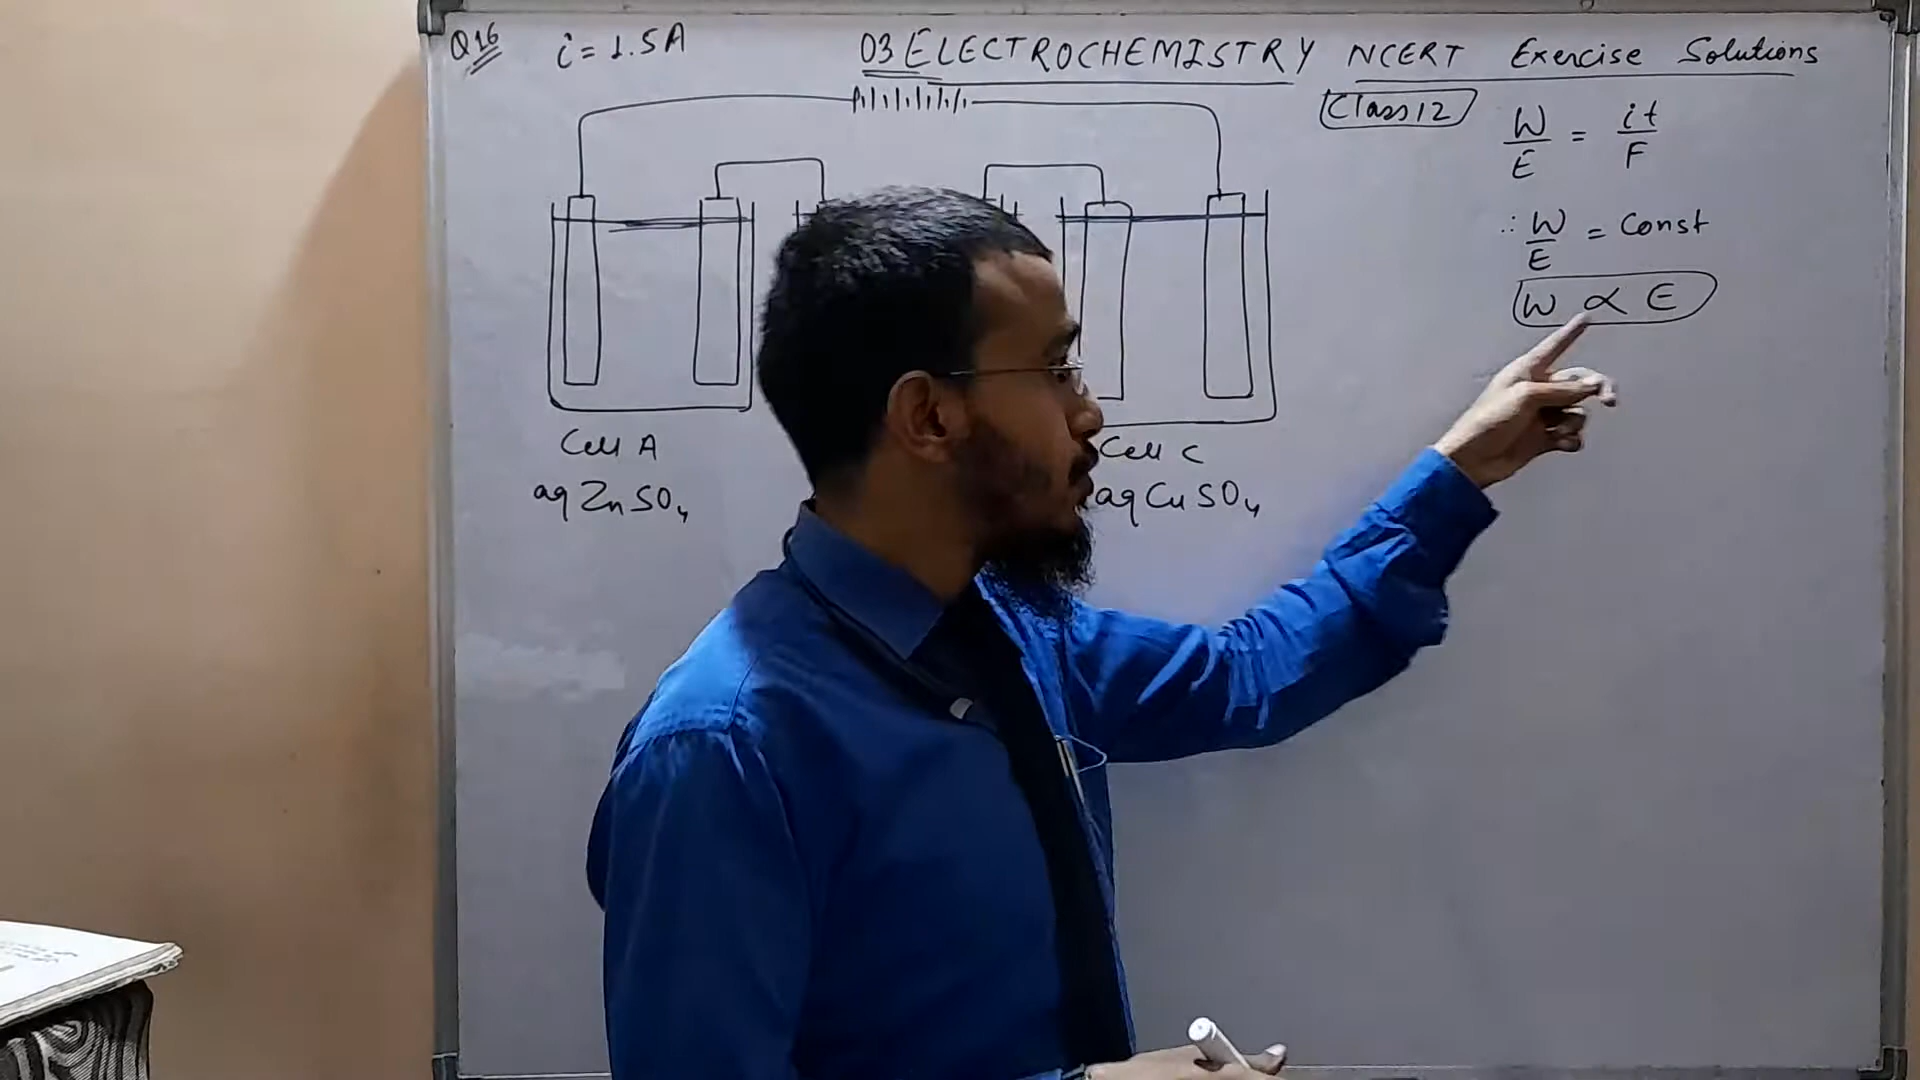 Q16 i = 1.5A
03 ELECTROCHEMISTRY NCERT Exercise Solutions
Class 12
W/E = it/F
∴ W/E = Const
W ∝ E
Cell A
aq ZnSO₄
Cell C
aq CuSO₄